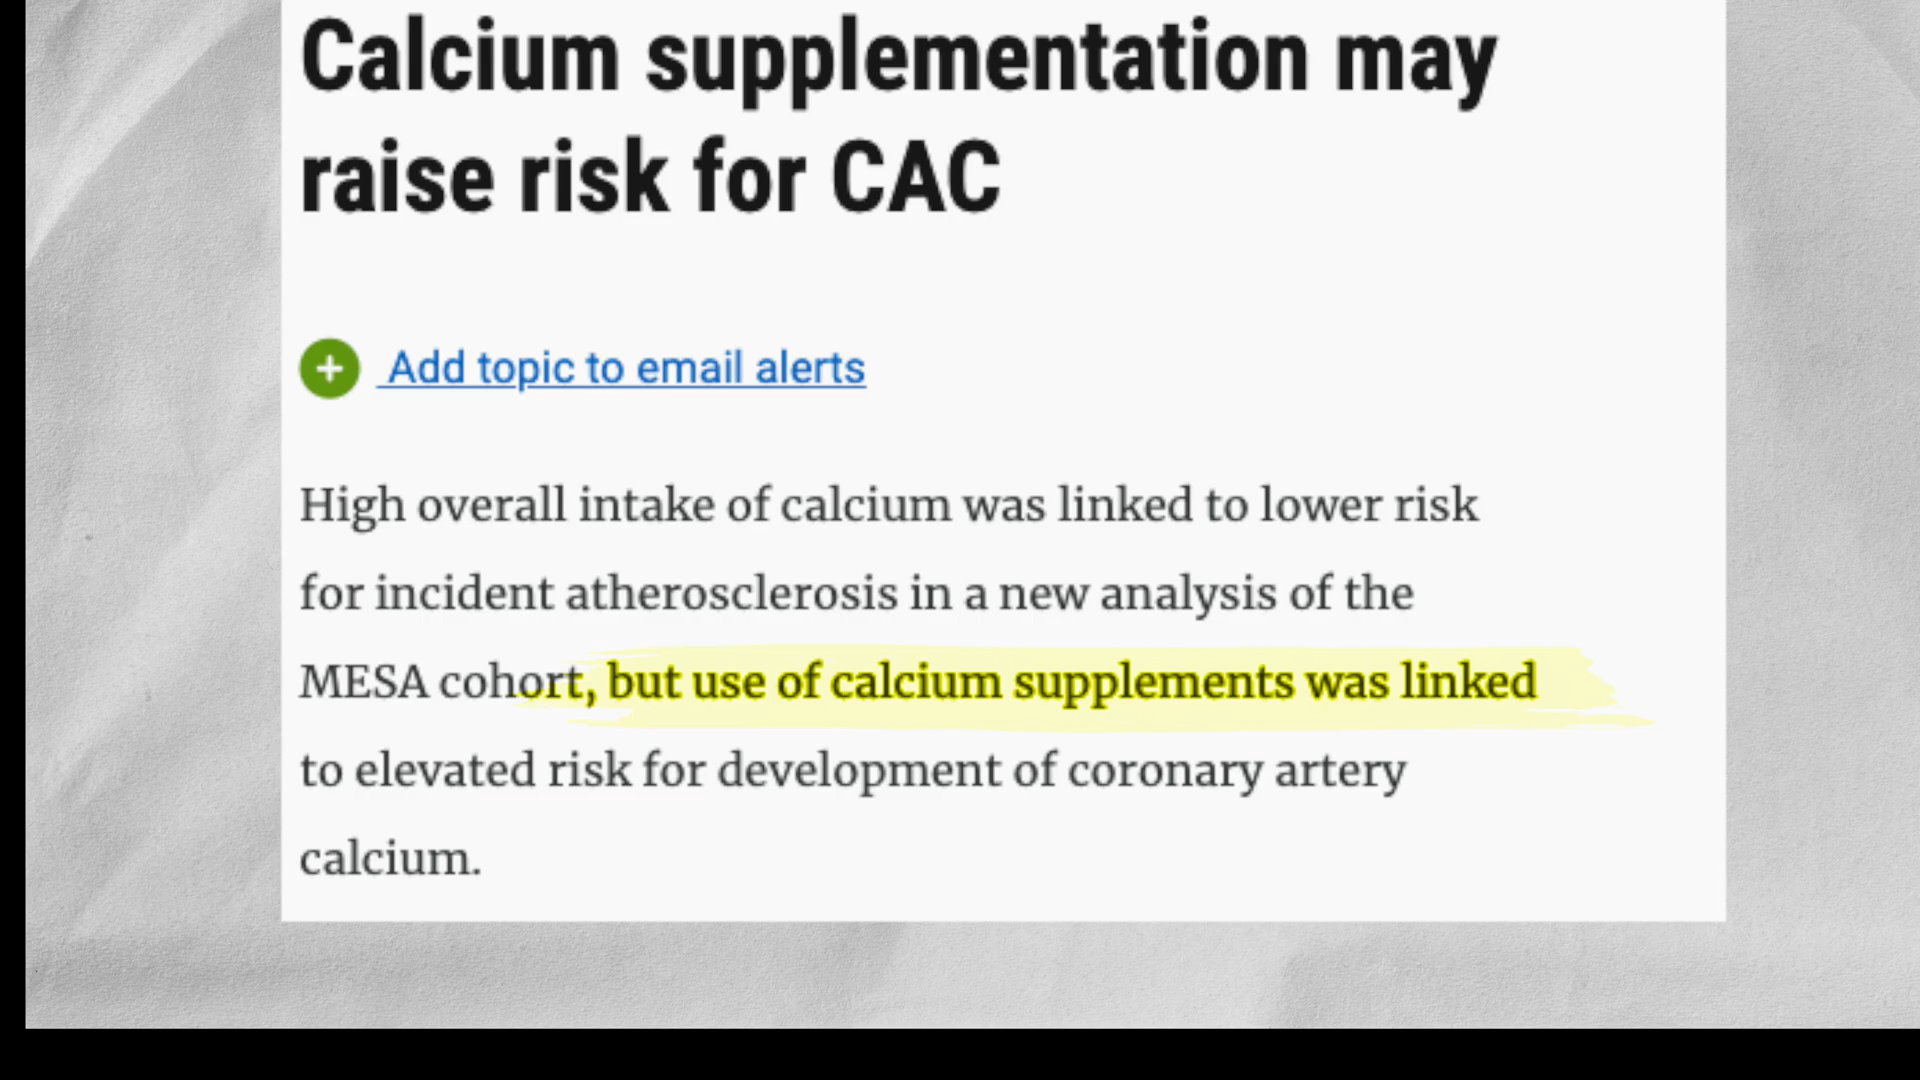 Calcium supplementation may
raise risk for CAC
Add topic to email alerts
High overall intake of calcium was linked to lower risk
for incident atherosclerosis in a new analysis of the
MESA cohort, but use of calcium supplements was linked
to elevated risk for development of coronary artery
calcium.